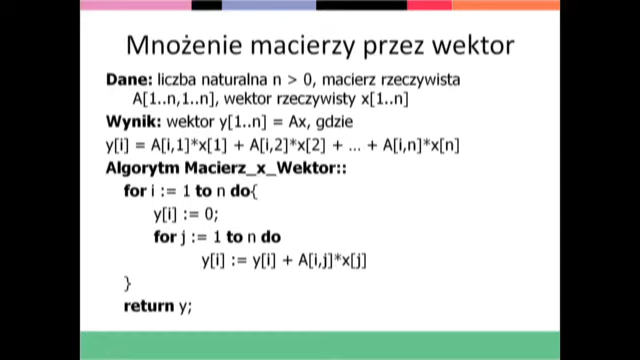 Mnożenie macierzy przez wektor
Dane: liczba naturalna n > 0, macierz rzeczywista
A[1..n,1..n], wektor rzeczywisty x[1..n]
Wynik: wektor y[1..n] = Ax, gdzie
y[i] = A[i,1]*x[1] + A[i,2]*x[2] + ... + A[i,n]*x[n]
Algorytm Macierz_x_Wektor::
for i := 1 to n do{
y[i] := 0;
for j := 1 to n do
y[i] := y[i] + A[i,j]*x[j]
}
return y;